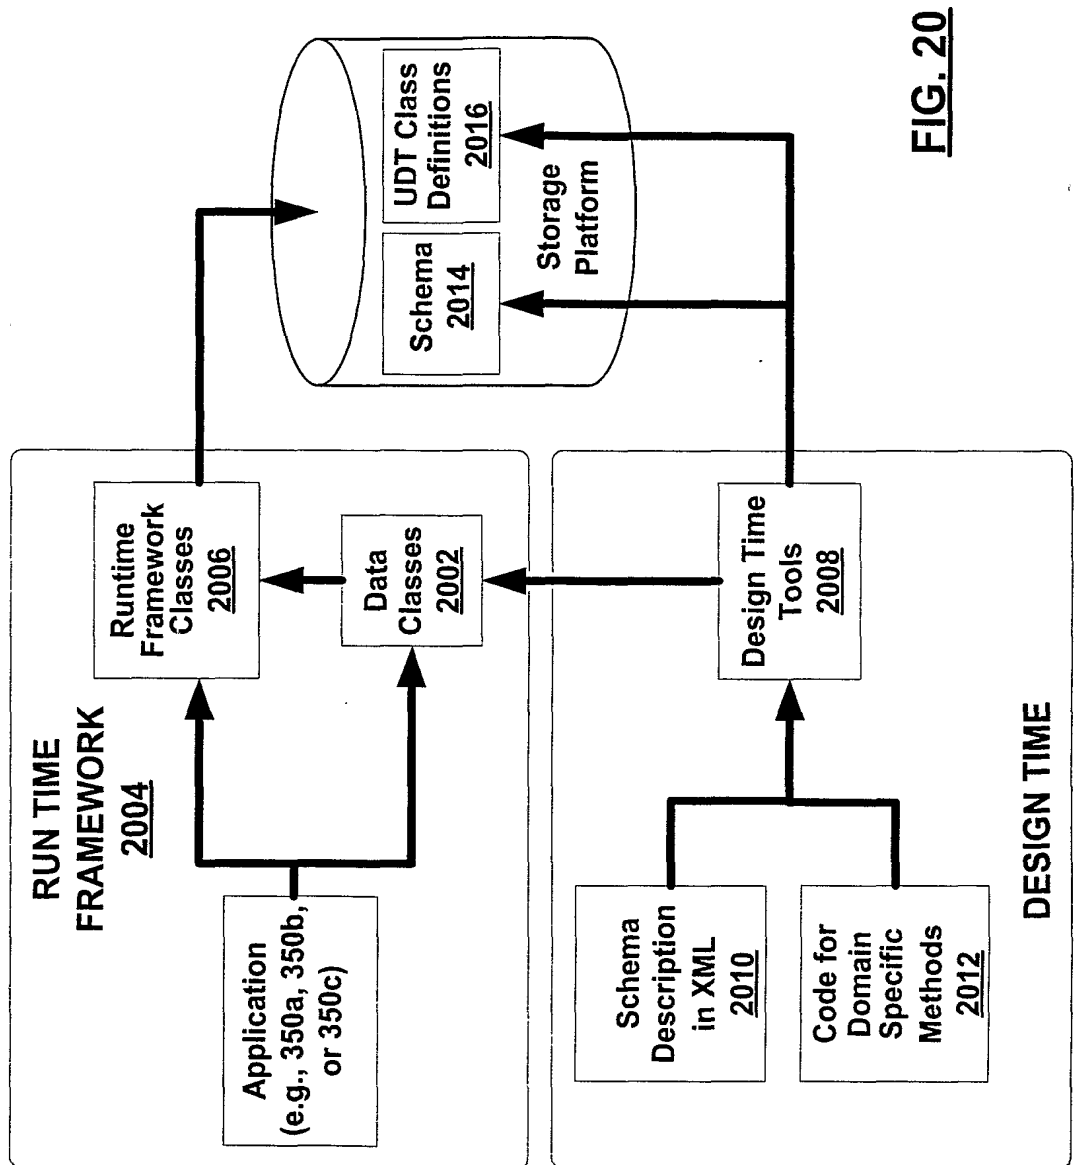 RUN TIME
FRAMEWORK
2004
Application
(e.g., 350a, 350b,
or 350c)
Runtime
Framework
Classes
2006
Data
Classes
2002
Schema
2014
UDT Class
Definitions
2016
Storage
Platform
Schema
Description
in XML
2010
Code for
Domain
Specific
Methods
2012
Design Time
Tools
2008
DESIGN TIME
FIG. 20